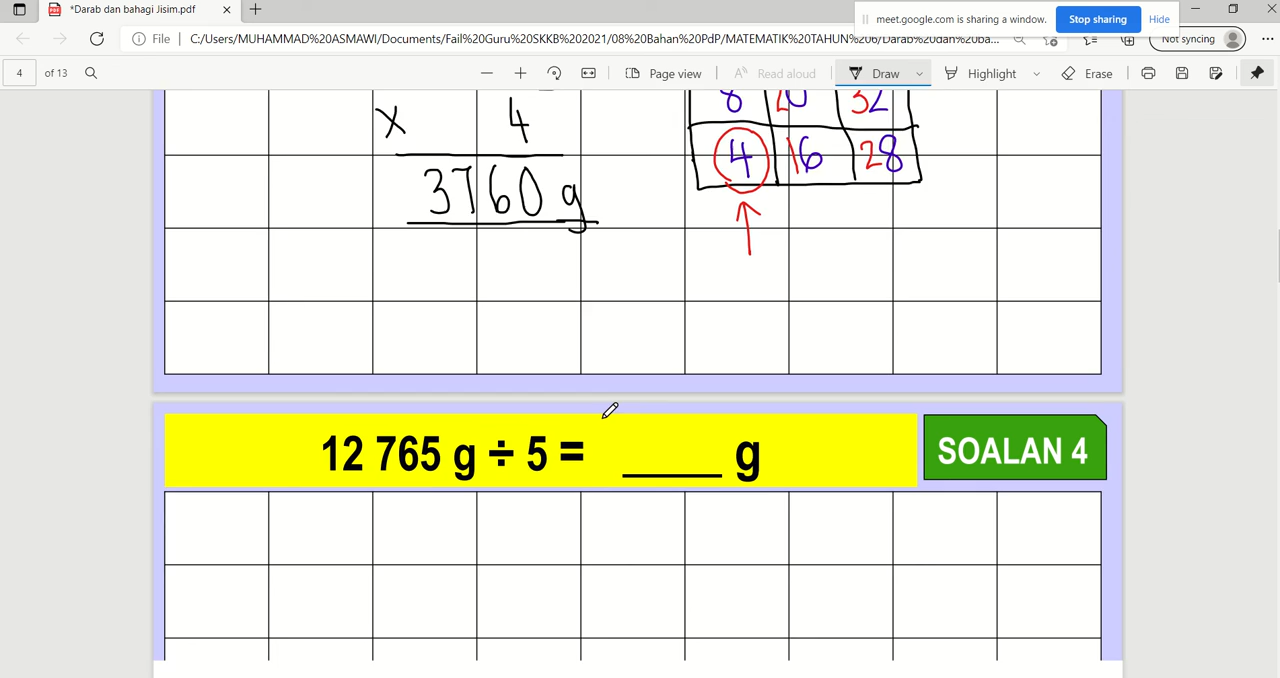 *Darab dan bahagi Jisim.pdf
meet.google.com is sharing a window. Stop sharing Hide
File C:/Users/MUHAMMAD%20ASMAWI/Documents/Fail%20Guru%20SKKB%202021/08%20Bahan%20PdP/MATEMATIK%20TAHUN%206/Darab%20dan%20ba... Not syncing
4 of 13 Page view Read aloud Draw Highlight Erase
8 20 32
x 4
4 16 28
3760 g
12 765 g ÷ 5 = _____ g SOALAN 4